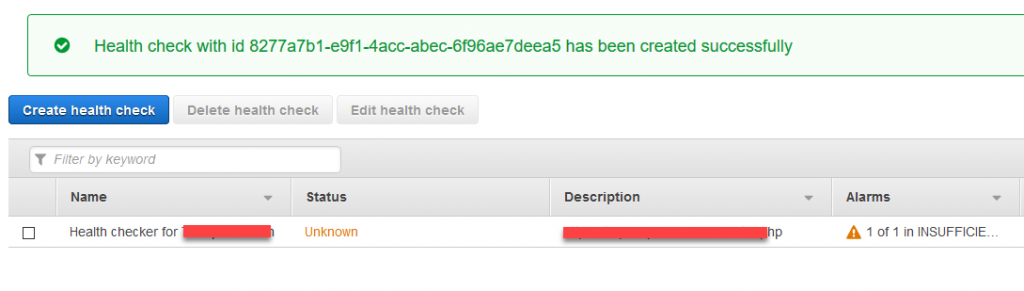 Health check with id 8277a7b1-e9f1-4acc-abec-6f96ae7deea5 has been created successfully
Create health check Delete health check Edit health check
Filter by keyword
Name Status Description Alarms
Health checker for Unknown hp 1 of 1 in INSUFFICIE...